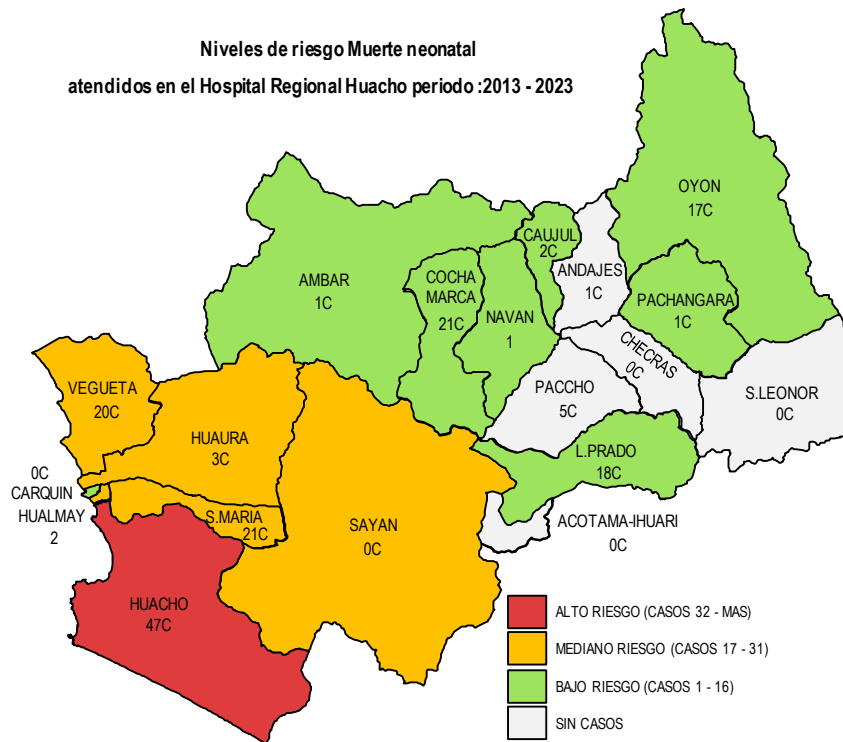 Niveles de riesgo Muerte neonatal
atendidos en el Hospital Regional Huacho periodo :2013 - 2023
OYON
17C
CAUJUL
2C
ANDAJES
1C
AMBAR
1C
COCHA
MARCA
21C
NAVAN
1
PACHANGARA
1C
CHECRAS
0C
VEGUETA
20C
PACCHO
5C
S.LEONOR
0C
HUAURA
3C
L.PRADO
18C
0C
CARQUIN
HUALMAY
2
S.MARIA
21C
SAYAN
0C
ACOTAMA-IHUARI
0C
HUACHO
47C
ALTO RIESGO (CASOS 32 - MAS)
MEDIANO RIESGO (CASOS 17 - 31)
BAJO RIESGO (CASOS 1 - 16)
SIN CASOS